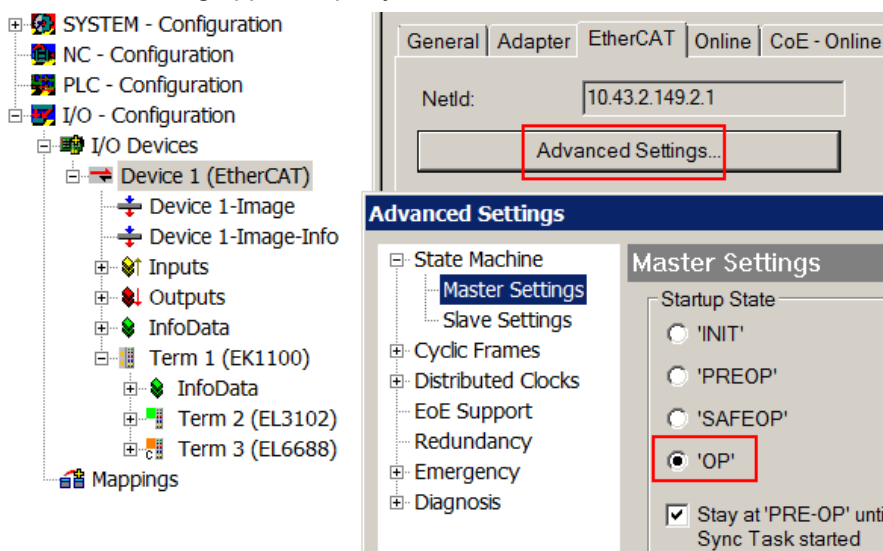 SYSTEM - Configuration
NC - Configuration
PLC - Configuration
I/O - Configuration
I/O Devices
Device 1 (EtherCAT)
Device 1-Image
Device 1-Image-Info
Inputs
Outputs
InfoData
Term 1 (EK1100)
InfoData
Term 2 (EL3102)
Term 3 (EL6688)
Mappings
General Adapter EtherCAT Online CoE - Online
NetId: 10.43.2.149.2.1
Advanced Settings...
Advanced Settings
State Machine
Master Settings
Slave Settings
Cyclic Frames
Distributed Clocks
EoE Support
Redundancy
Emergency
Diagnosis
Master Settings
Startup State
'INIT'
'PREOP'
'SAFEOP'
'OP'
Stay at 'PRE-OP' unti
Sync Task started